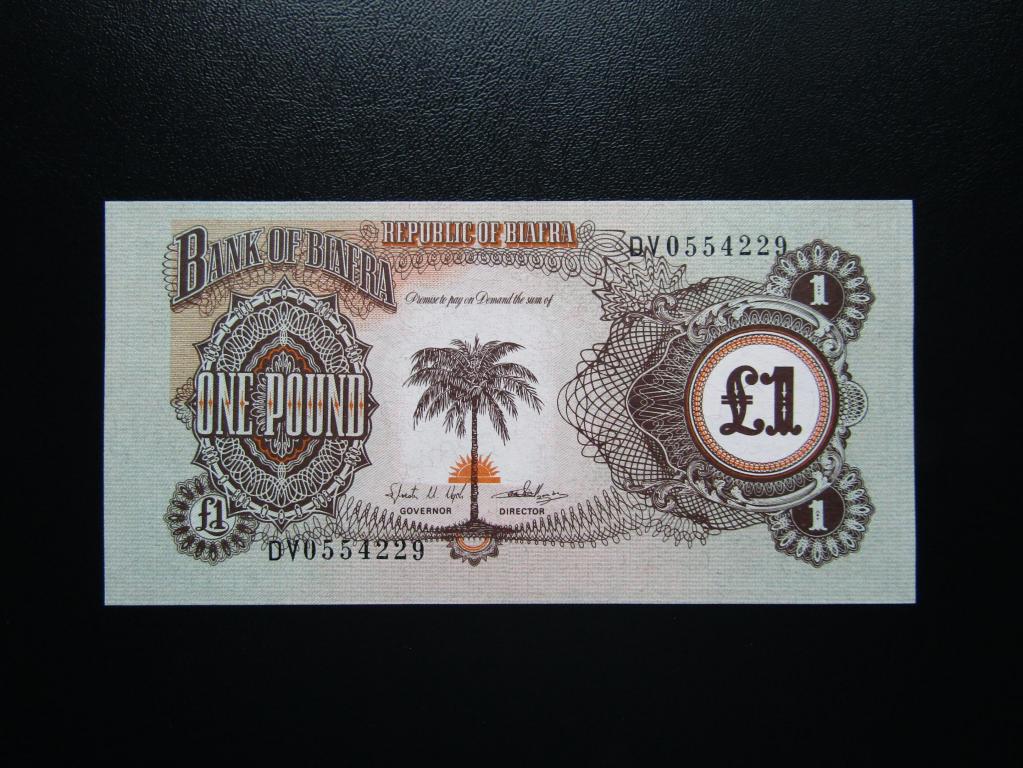 BANK OF BIAFRA
REPUBLIC OF BIAFRA
DV0554229
1
Promise to pay on Demand the sum of
ONE POUND
£1
GOVERNOR
DIRECTOR
£1
1
DV0554229